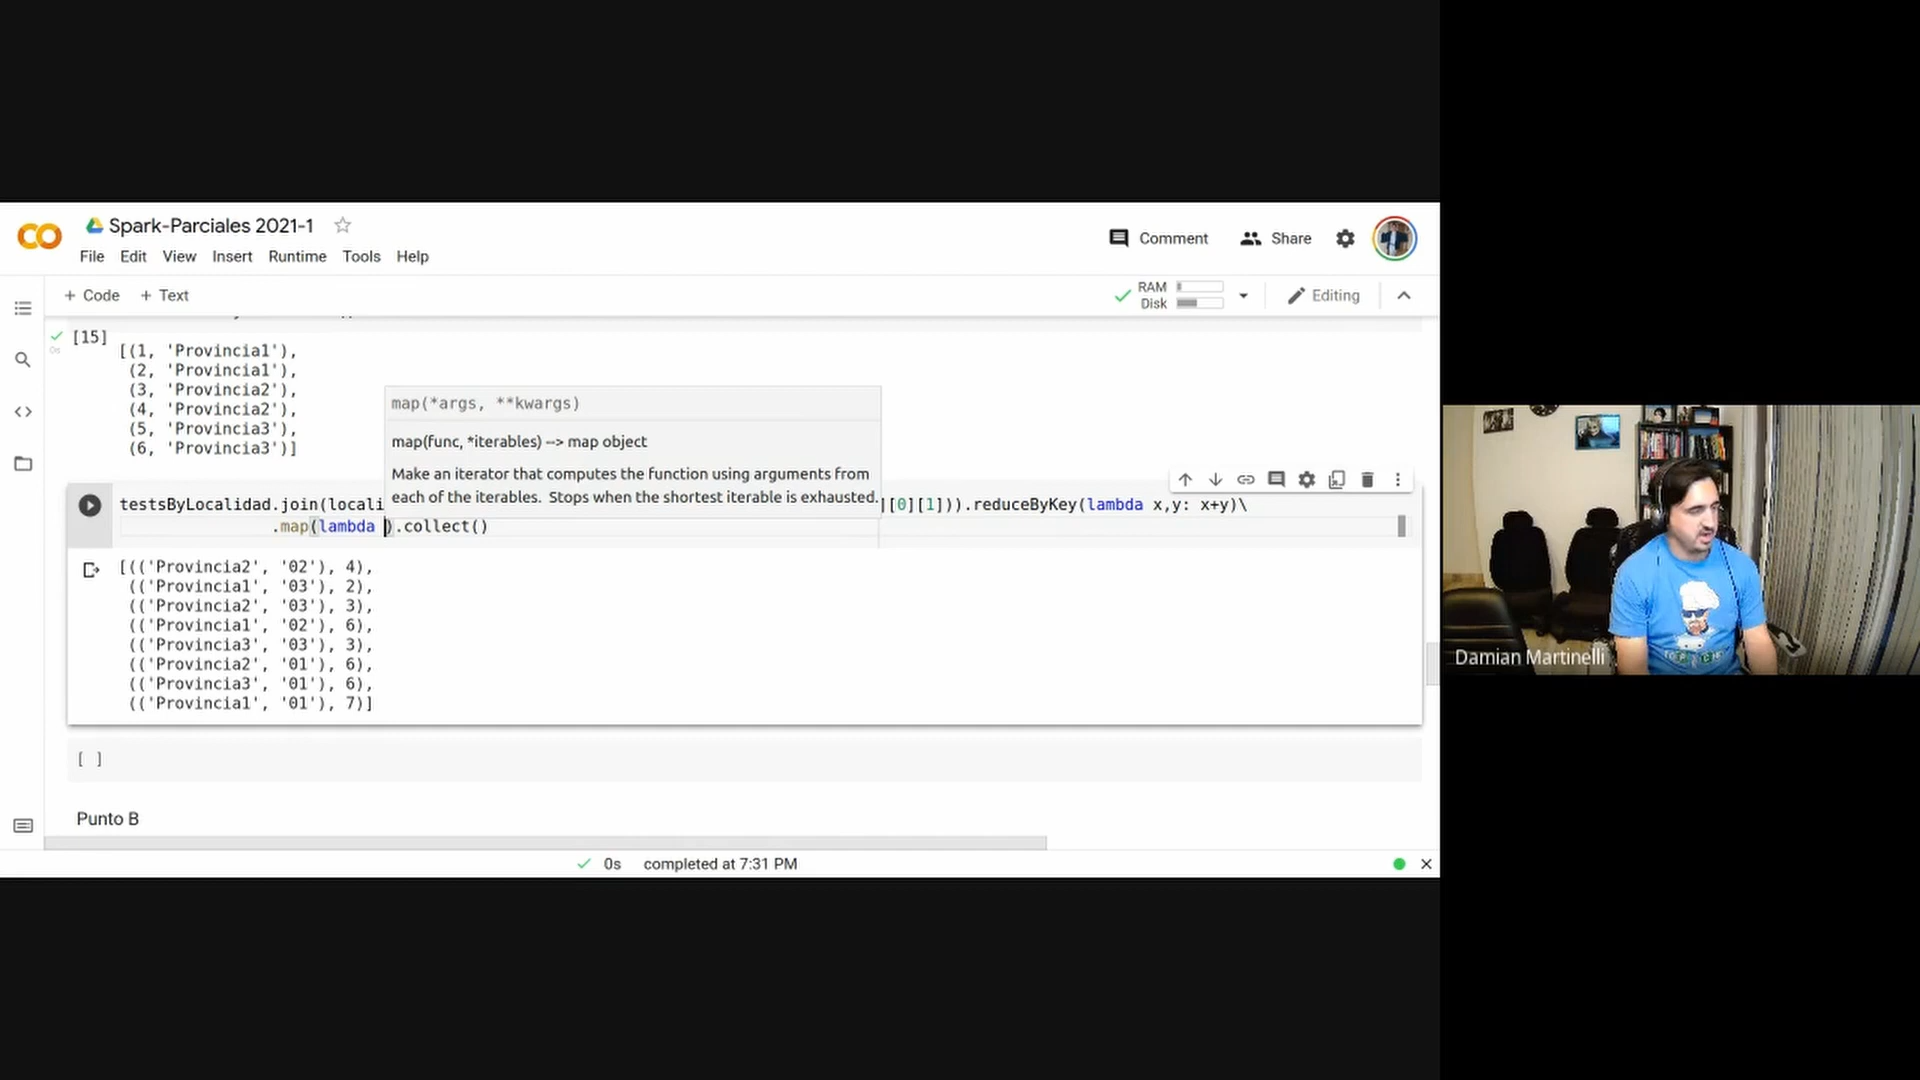 Spark-Parciales 2021-1
File Edit View Insert Runtime Tools Help
Comment
Share
+ Code + Text
RAM
Disk
Editing
[15]
0s
[(1, 'Provincia1'),
(2, 'Provincia1'),
(3, 'Provincia2'),
(4, 'Provincia2'),
(5, 'Provincia3'),
(6, 'Provincia3')]
map(*args, **kwargs)
map(func, *iterables) --> map object
Make an iterator that computes the function using arguments from
each of the iterables. Stops when the shortest iterable is exhausted.
testsByLocalidad.join(locali
][0][1])).reduceByKey(lambda x,y: x+y)\
.map(lambda ).collect()
[(('Provincia2', '02'), 4),
(('Provincia1', '03'), 2),
(('Provincia2', '03'), 3),
(('Provincia1', '02'), 6),
(('Provincia3', '03'), 3),
(('Provincia2', '01'), 6),
(('Provincia3', '01'), 6),
(('Provincia1', '01'), 7)]
[ ]
Punto B
0s completed at 7:31 PM
Damian Martinelli